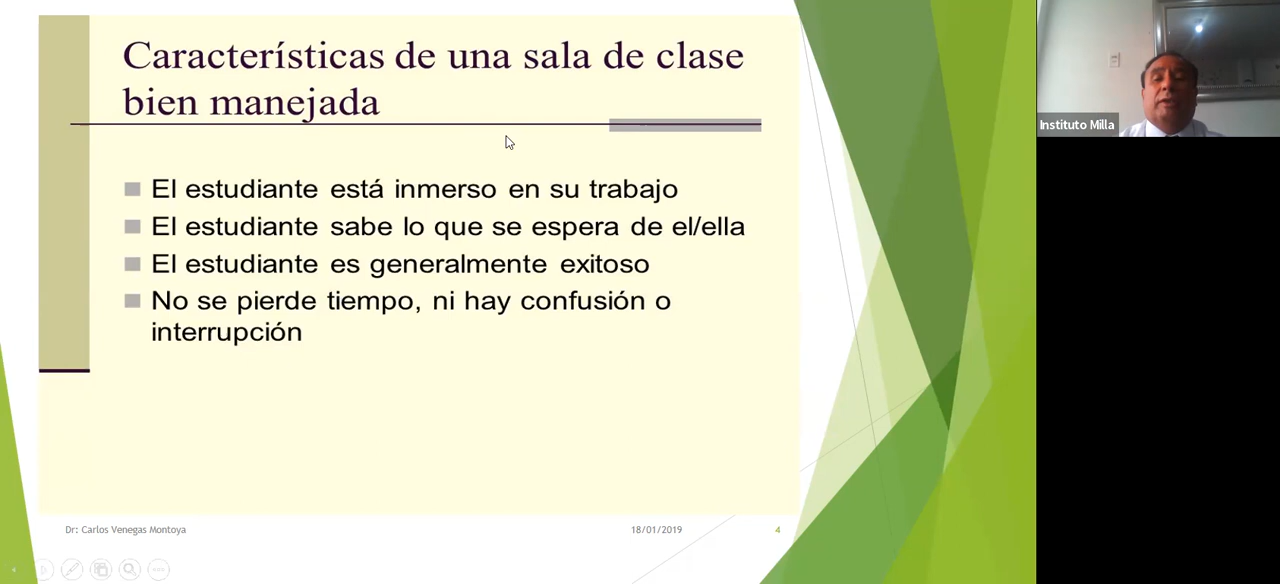 Características de una sala de clase
bien manejada
El estudiante está inmerso en su trabajo
El estudiante sabe lo que se espera de el/ella
El estudiante es generalmente exitoso
No se pierde tiempo, ni hay confusión o
interrupción
Dr: Carlos Venegas Montoya
18/01/2019
4
Instituto Milla